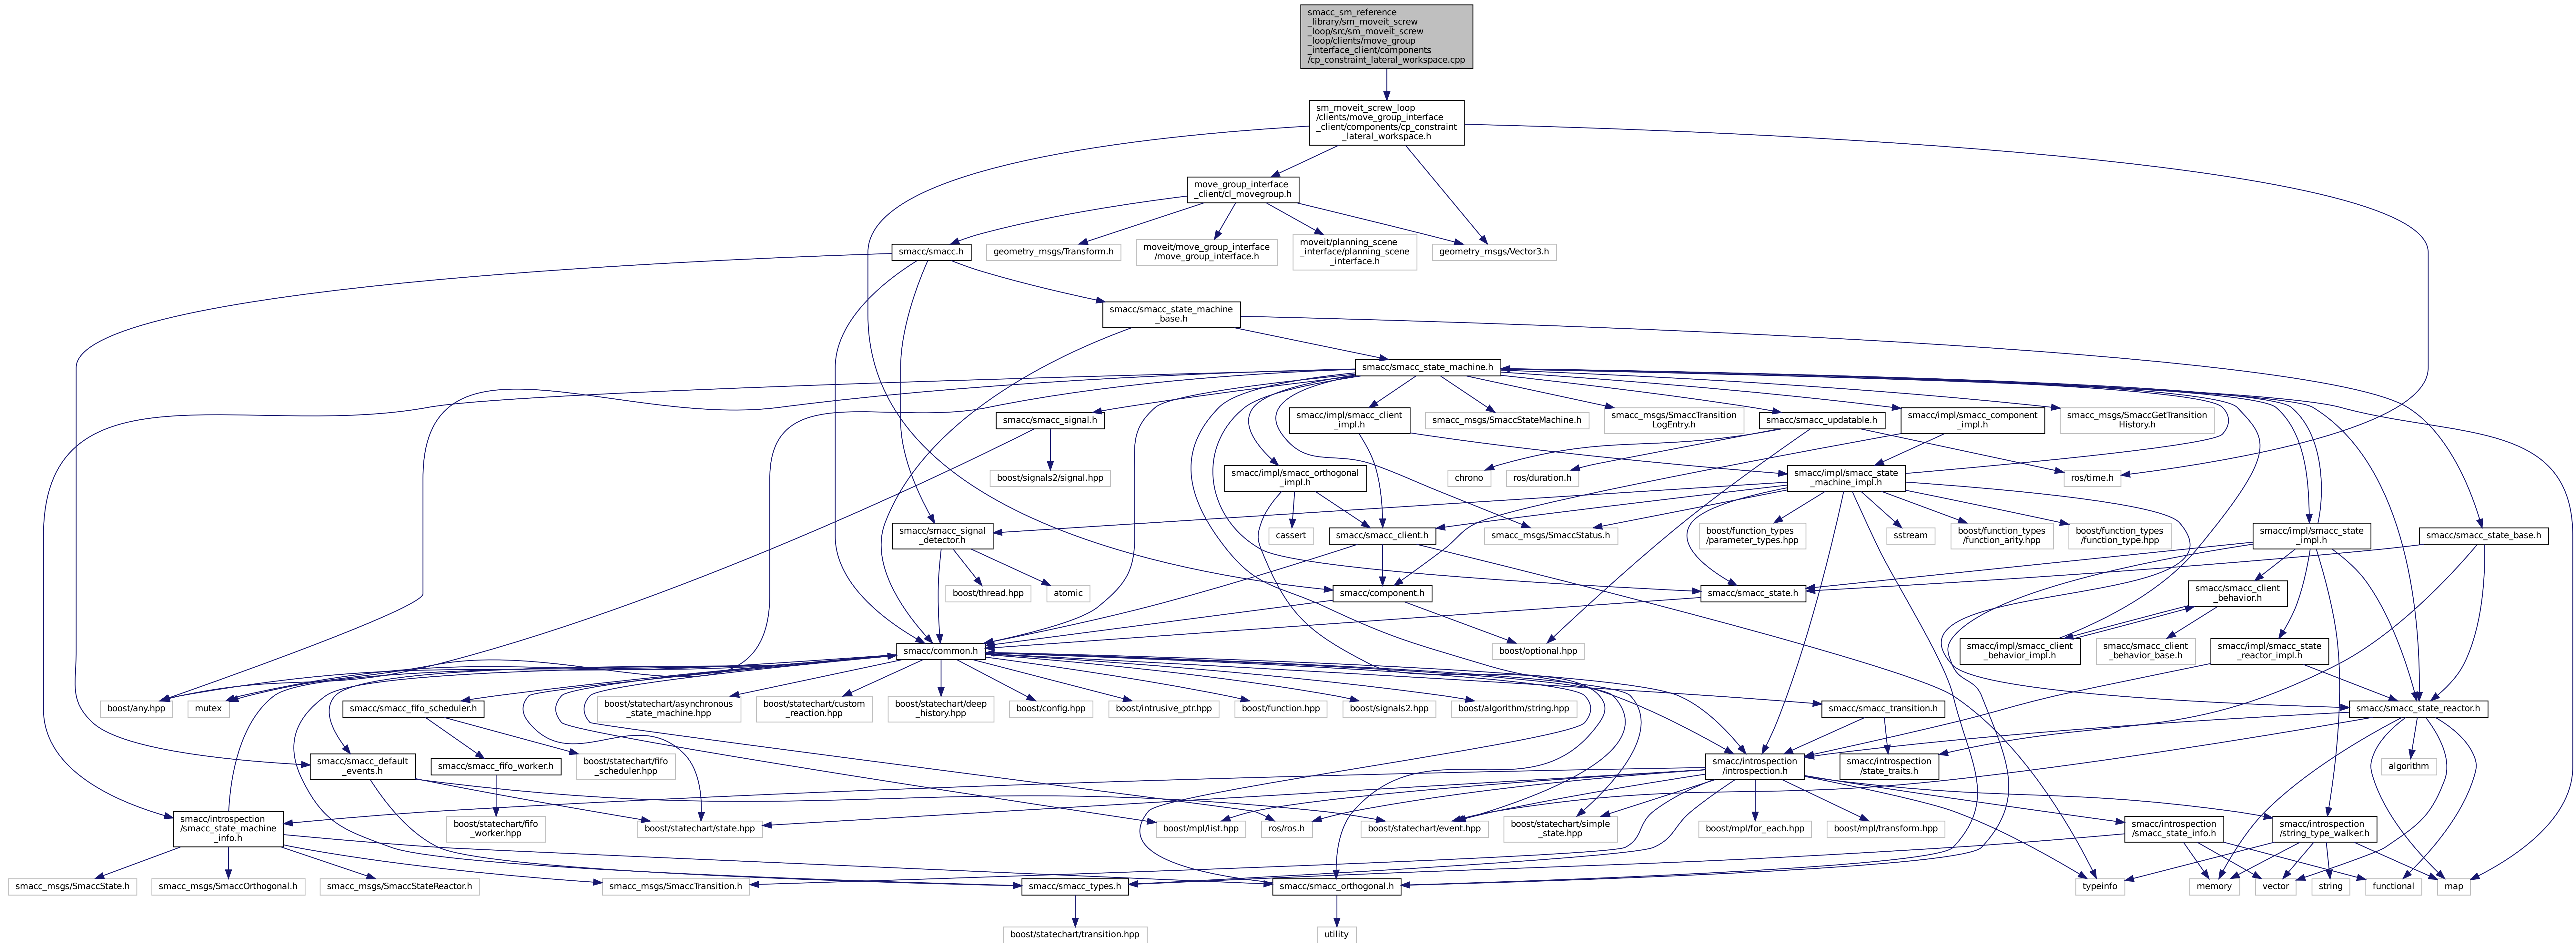 smacc_sm_reference
_library/sm_moveit_screw
_loop/src/sm_moveit_screw
_loop/clients/move_group
_interface_client/components
/cp_constraint_lateral_workspace.cpp
sm_moveit_screw_loop
/clients/move_group_interface
_client/components/cp_constraint
_lateral_workspace.h
move_group_interface
_client/cl_movegroup.h
smacc/smacc.h
geometry_msgs/Transform.h
moveit/move_group_interface
/move_group_interface.h
moveit/planning_scene
_interface/planning_scene
_interface.h
geometry_msgs/Vector3.h
smacc/smacc_state_machine
_base.h
smacc/smacc_state_machine.h
smacc/smacc_signal.h
smacc/impl/smacc_client
_impl.h
smacc_msgs/SmaccStateMachine.h
smacc_msgs/SmaccTransition
LogEntry.h
smacc/smacc_updatable.h
smacc/impl/smacc_component
_impl.h
smacc_msgs/SmaccGetTransition
History.h
boost/signals2/signal.hpp
smacc/impl/smacc_orthogonal
_impl.h
chrono
ros/duration.h
smacc/impl/smacc_state
_machine_impl.h
ros/time.h
smacc/smacc_signal
_detector.h
cassert
smacc/smacc_client.h
smacc_msgs/SmaccStatus.h
boost/function_types
/parameter_types.hpp
sstream
boost/function_types
/function_arity.hpp
boost/function_types
/function_type.hpp
smacc/impl/smacc_state
_impl.h
smacc/smacc_state_base.h
boost/thread.hpp
atomic
smacc/component.h
smacc/smacc_state.h
smacc/smacc_client
_behavior.h
smacc/common.h
boost/optional.hpp
smacc/impl/smacc_client
_behavior_impl.h
smacc/smacc_client
_behavior_base.h
smacc/impl/smacc_state
_reactor_impl.h
boost/any.hpp
mutex
smacc/smacc_fifo_scheduler.h
boost/statechart/asynchronous
_state_machine.hpp
boost/statechart/custom
_reaction.hpp
boost/statechart/deep
_history.hpp
boost/config.hpp
boost/intrusive_ptr.hpp
boost/function.hpp
boost/signals2.hpp
boost/algorithm/string.hpp
smacc/smacc_transition.h
smacc/smacc_state_reactor.h
smacc/smacc_default
_events.h
smacc/smacc_fifo_worker.h
boost/statechart/fifo
_scheduler.hpp
smacc/introspection
/introspection.h
smacc/introspection
/state_traits.h
algorithm
smacc/introspection
/smacc_state_machine
_info.h
boost/statechart/fifo
_worker.hpp
boost/statechart/state.hpp
boost/mpl/list.hpp
ros/ros.h
boost/statechart/event.hpp
boost/statechart/simple
_state.hpp
boost/mpl/for_each.hpp
boost/mpl/transform.hpp
smacc/introspection
/smacc_state_info.h
smacc/introspection
/string_type_walker.h
smacc_msgs/SmaccState.h
smacc_msgs/SmaccOrthogonal.h
smacc_msgs/SmaccStateReactor.h
smacc_msgs/SmaccTransition.h
smacc/smacc_types.h
smacc/smacc_orthogonal.h
typeinfo
memory
vector
string
functional
map
boost/statechart/transition.hpp
utility